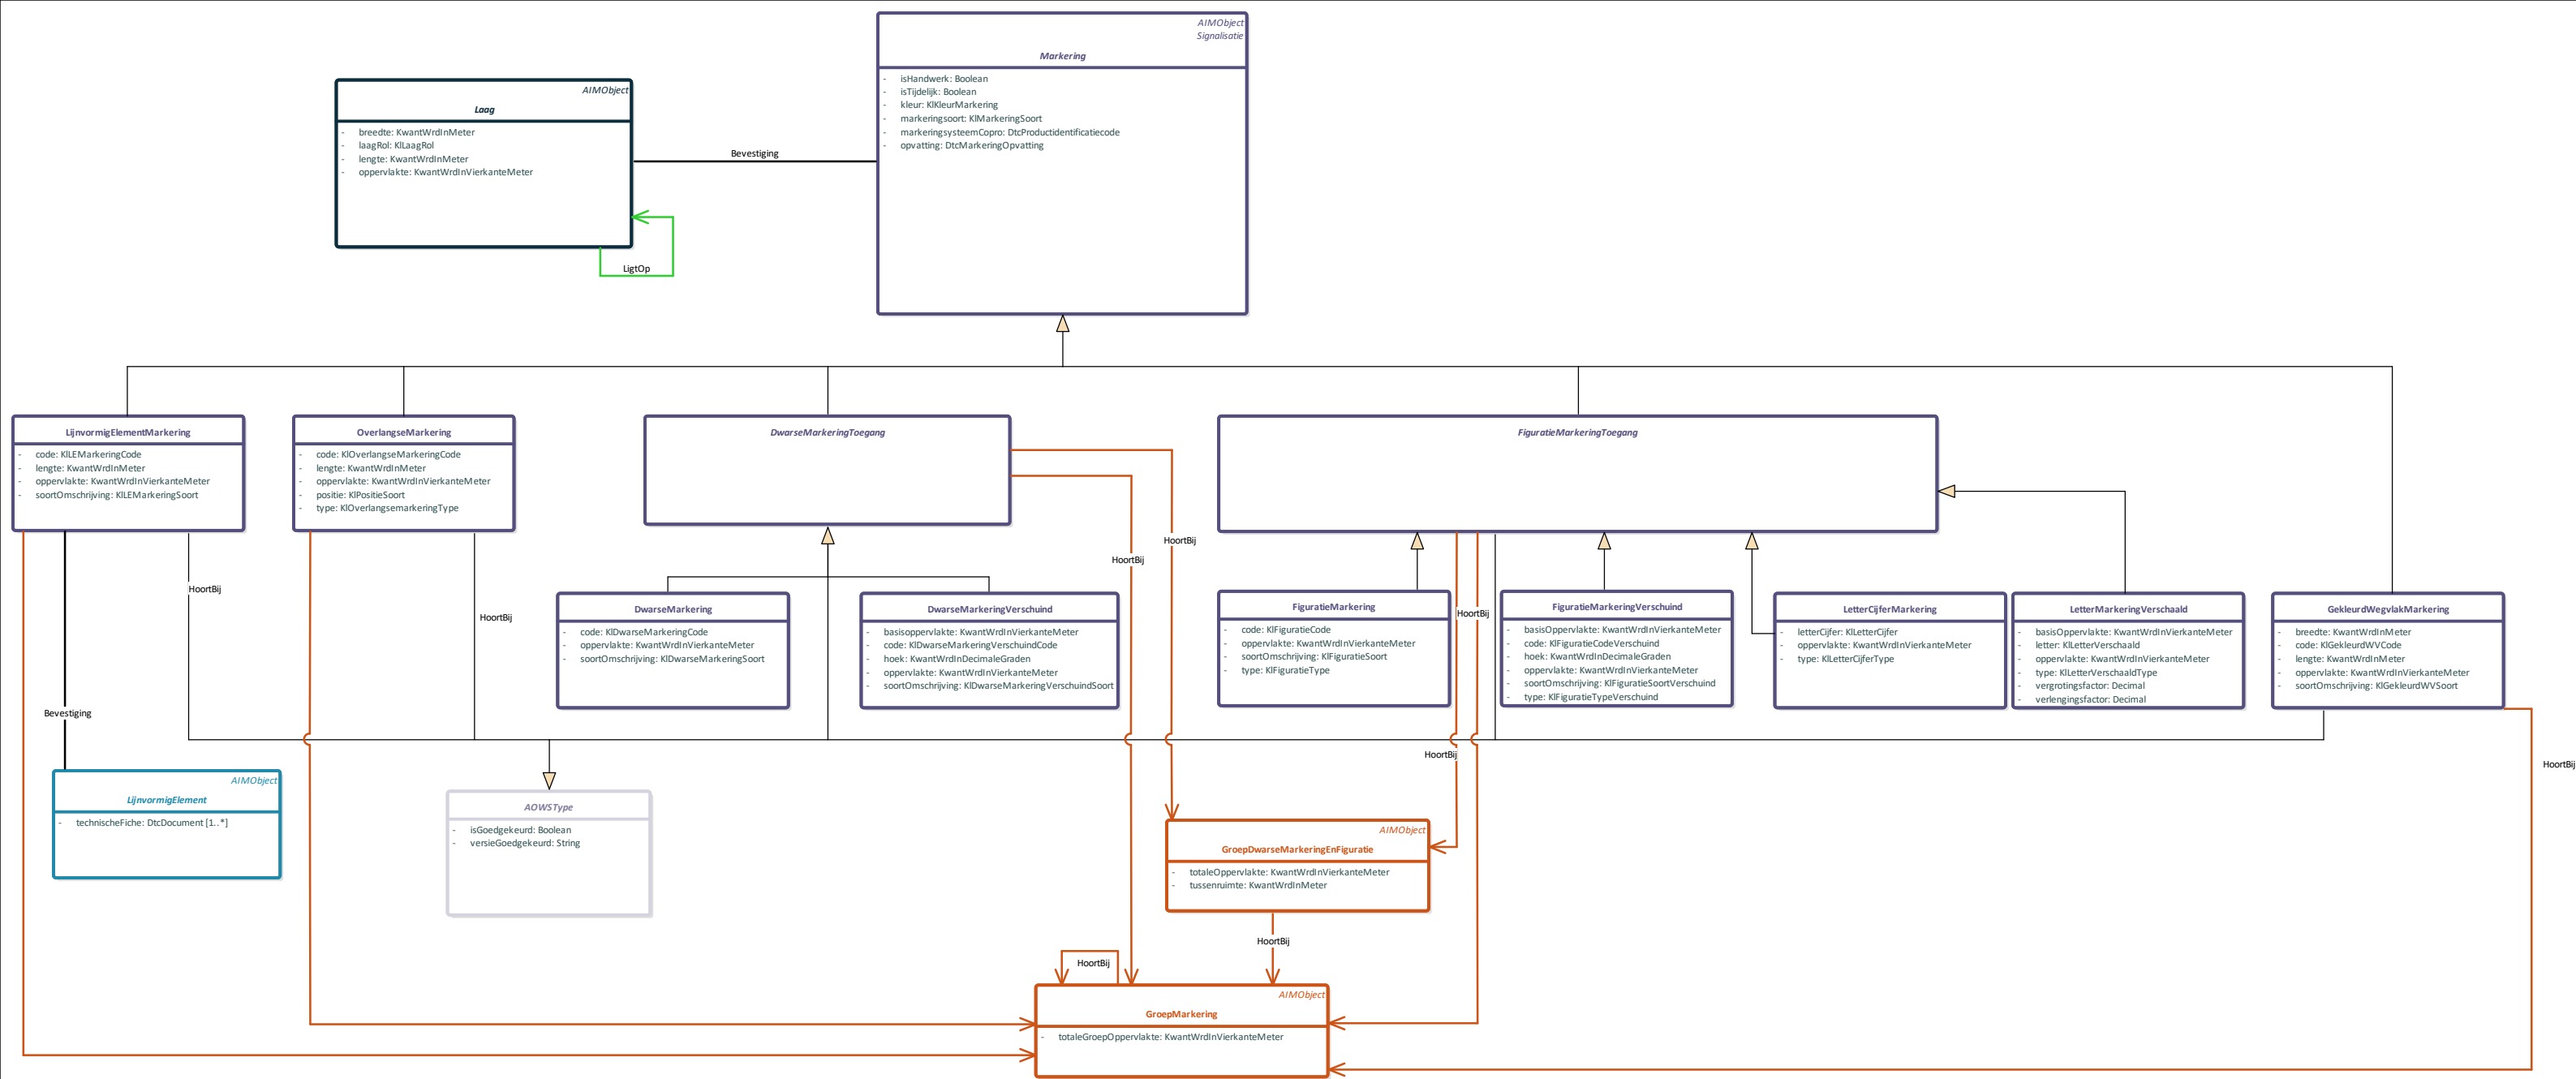 AIMObject
Signalisatie
Markering
- isHandwerk: Boolean
- isTijdelijk: Boolean
- kleur: KlKleurMarkering
- markeringsoort: KlMarkeringSoort
- markeringsysteemCopro: DtcProductidentificatiecode
- opvatting: DtcMarkeringOpvatting
AIMObject
Laag
- breedte: KwantWrdInMeter
- laagRol: KlLaagRol
- lengte: KwantWrdInMeter
- oppervlakte: KwantWrdInVierkanteMeter
Bevestiging
LigtOp
LijnvormigElementMarkering
- code: KlLEMarkeringCode
- lengte: KwantWrdInMeter
- oppervlakte: KwantWrdInVierkanteMeter
- soortOmschrijving: KlLEMarkeringSoort
OverlangseMarkering
- code: KlOverlangseMarkeringCode
- lengte: KwantWrdInMeter
- oppervlakte: KwantWrdInVierkanteMeter
- positie: KlPositieSoort
- type: KlOverlangsemarkeringType
DwarseMarkeringToegang
FiguratieMarkeringToegang
HoortBij
HoortBij
HoortBij
HoortBij
DwarseMarkering
- code: KlDwarseMarkeringCode
- oppervlakte: KwantWrdInVierkanteMeter
- soortOmschrijving: KlDwarseMarkeringSoort
DwarseMarkeringVerschuind
- basisoppervlakte: KwantWrdInVierkanteMeter
- code: KlDwarseMarkeringVerschuindCode
- hoek: KwantWrdInDecimaleGraden
- oppervlakte: KwantWrdInVierkanteMeter
- soortOmschrijving: KlDwarseMarkeringVerschuindSoort
FiguratieMarkering
- code: KlFiguratieCode
- oppervlakte: KwantWrdInVierkanteMeter
- soortOmschrijving: KlFiguratieSoort
- type: KlFiguratieType
HoortBij
FiguratieMarkeringVerschuind
- basisOppervlakte: KwantWrdInVierkanteMeter
- code: KlFiguratieCodeVerschuind
- hoek: KwantWrdInDecimaleGraden
- oppervlakte: KwantWrdInVierkanteMeter
- soortOmschrijving: KlFiguratieSoortVerschuind
- type: KlFiguratieTypeVerschuind
LetterCijferMarkering
- letterCijfer: KlLetterCijfer
- oppervlakte: KwantWrdInVierkanteMeter
- type: KlLetterCijferType
LetterMarkeringVerschaald
- basisOppervlakte: KwantWrdInVierkanteMeter
- letter: KlLetterVerschaald
- oppervlakte: KwantWrdInVierkanteMeter
- type: KlLetterVerschaaldType
- vergrotingsfactor: Decimal
- verlengingsfactor: Decimal
GekleurdWegvlakMarkering
- breedte: KwantWrdInMeter
- code: KlGekleurdWVCode
- lengte: KwantWrdInMeter
- oppervlakte: KwantWrdInVierkanteMeter
- soortOmschrijving: KlGekleurdWVSoort
Bevestiging
HoortBij
HoortBij
AIMObject
LijnvormigElement
- technischeFiche: DtcDocument [1..*]
AOWSType
- isGoedgekeurd: Boolean
- versieGoedgekeurd: String
AIMObject
GroepDwarseMarkeringEnFiguratie
- totaleOppervlakte: KwantWrdInVierkanteMeter
- tussenruimte: KwantWrdInMeter
HoortBij
HoortBij
AIMObject
GroepMarkering
- totaleGroepOppervlakte: KwantWrdInVierkanteMeter